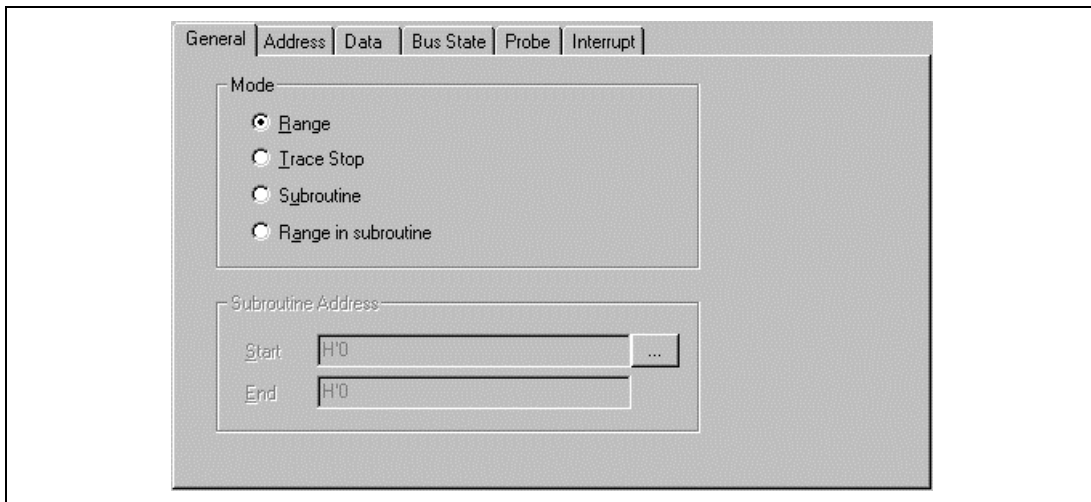 General Address Data Bus State Probe Interrupt
Mode
Range
Trace Stop
Subroutine
Range in subroutine
Subroutine Address
Start H'0 ...
End H'0